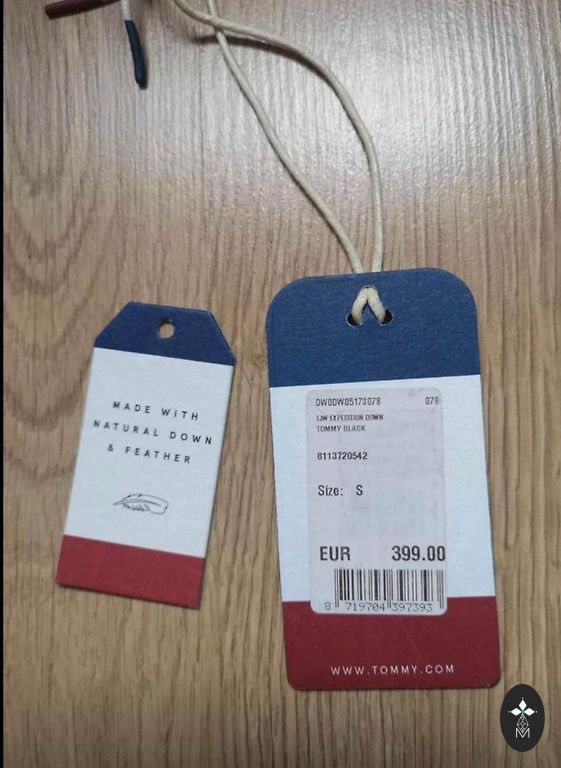 MADE WITH
NATURAL DOWN
& FEATHER
DW0DW05173078 078
TJW EXPEDITION DOWN
TOMMY BLACK
8113720542
Size: S
EUR 399.00
8 719704 397393
WWW.TOMMY.COM
M